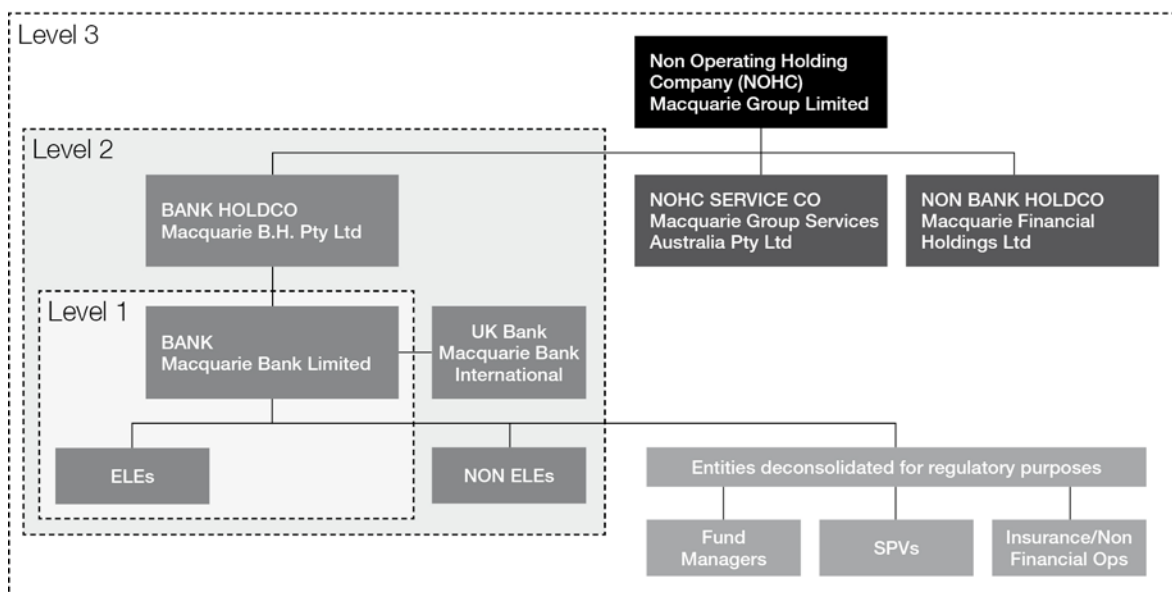 Level 3
Non Operating Holding
Company (NOHC)
Macquarie Group Limited
Level 2
BANK HOLDCO
Macquarie B.H. Pty Ltd
NOHC SERVICE CO
Macquarie Group Services
Australia Pty Ltd
NON BANK HOLDCO
Macquarie Financial
Holdings Ltd
Level 1
BANK
Macquarie Bank Limited
UK Bank
Macquarie Bank
International
ELEs
NON ELEs
Entities deconsolidated for regulatory purposes
Fund
Managers
SPVs
Insurance/Non
Financial Ops